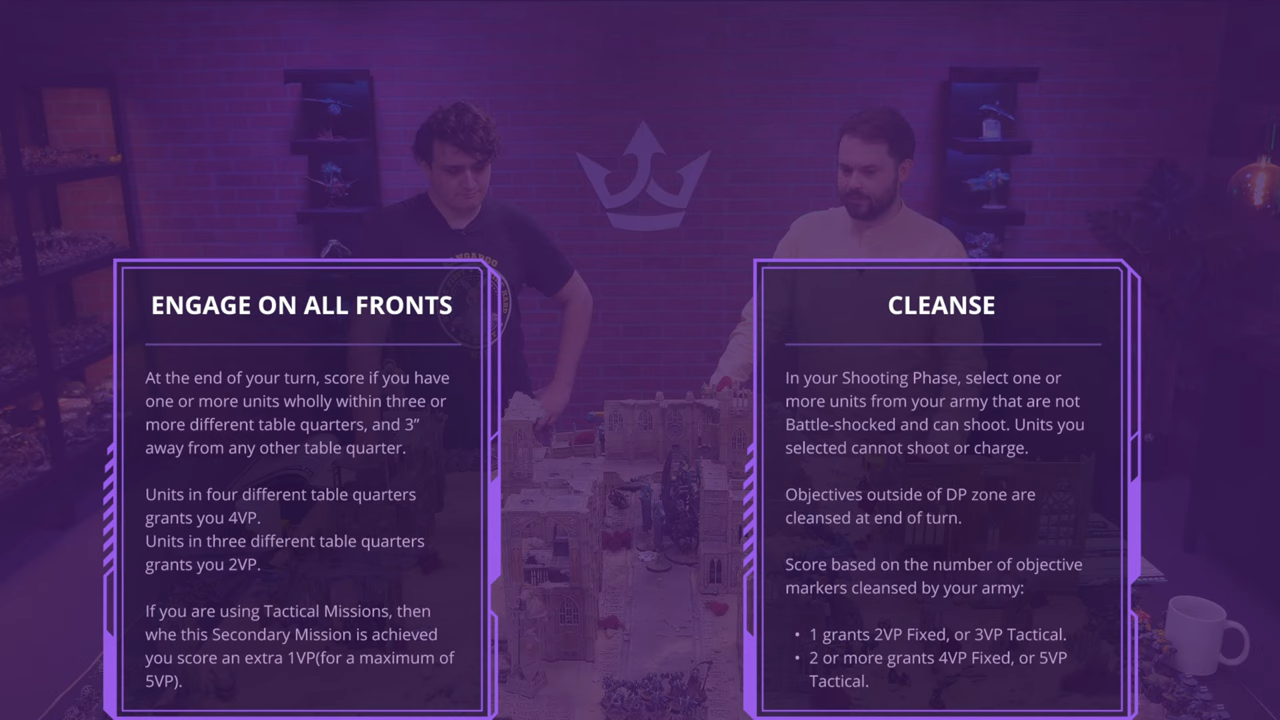 ENGAGE ON ALL FRONTS
At the end of your turn, score if you have
one or more units wholly within three or
more different table quarters, and 3”
away from any other table quarter.
Units in four different table quarters
grants you 4VP.
Units in three different table quarters
grants you 2VP.
If you are using Tactical Missions, then
whe this Secondary Mission is achieved
you score an extra 1VP(for a maximum of
5VP).
CLEANSE
In your Shooting Phase, select one or
more units from your army that are not
Battle-shocked and can shoot. Units you
selected cannot shoot or charge.
Objectives outside of DP zone are
cleansed at end of turn.
Score based on the number of objective
markers cleansed by your army:
• 1 grants 2VP Fixed, or 3VP Tactical.
• 2 or more grants 4VP Fixed, or 5VP
Tactical.